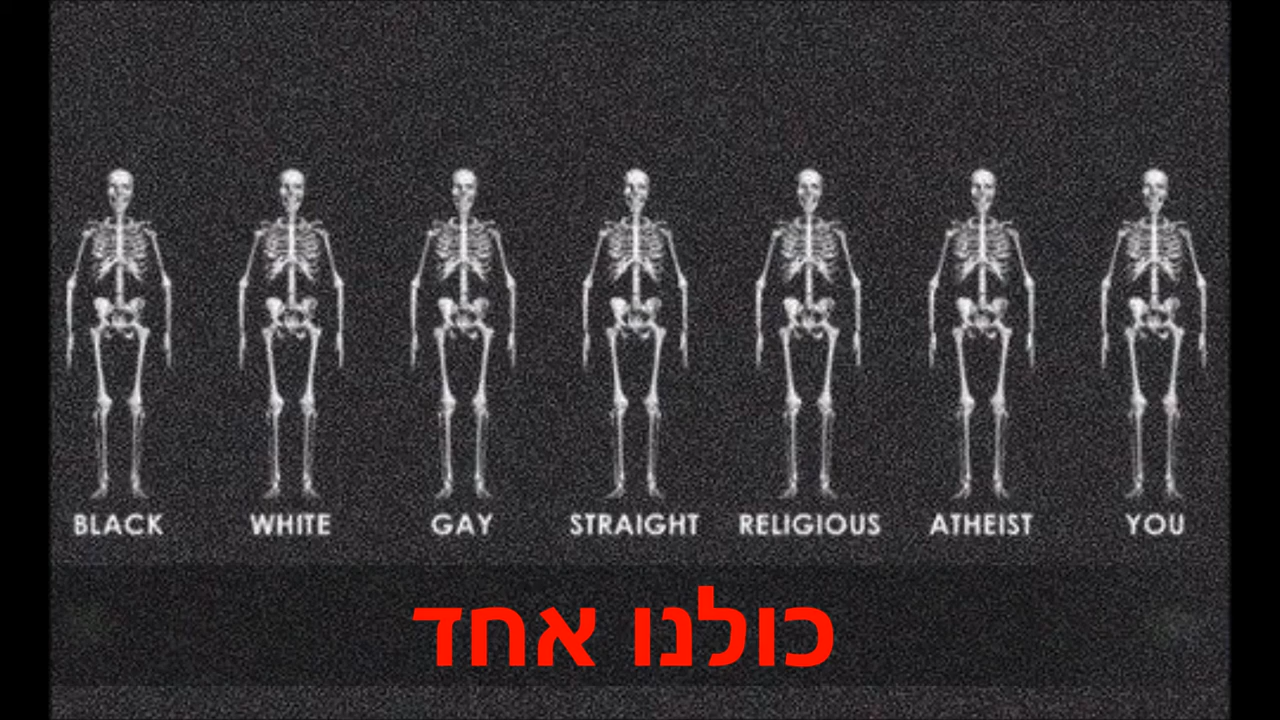 BLACK WHITE GAY STRAIGHT RELIGIOUS ATHEIST YOU
כולנו אחד